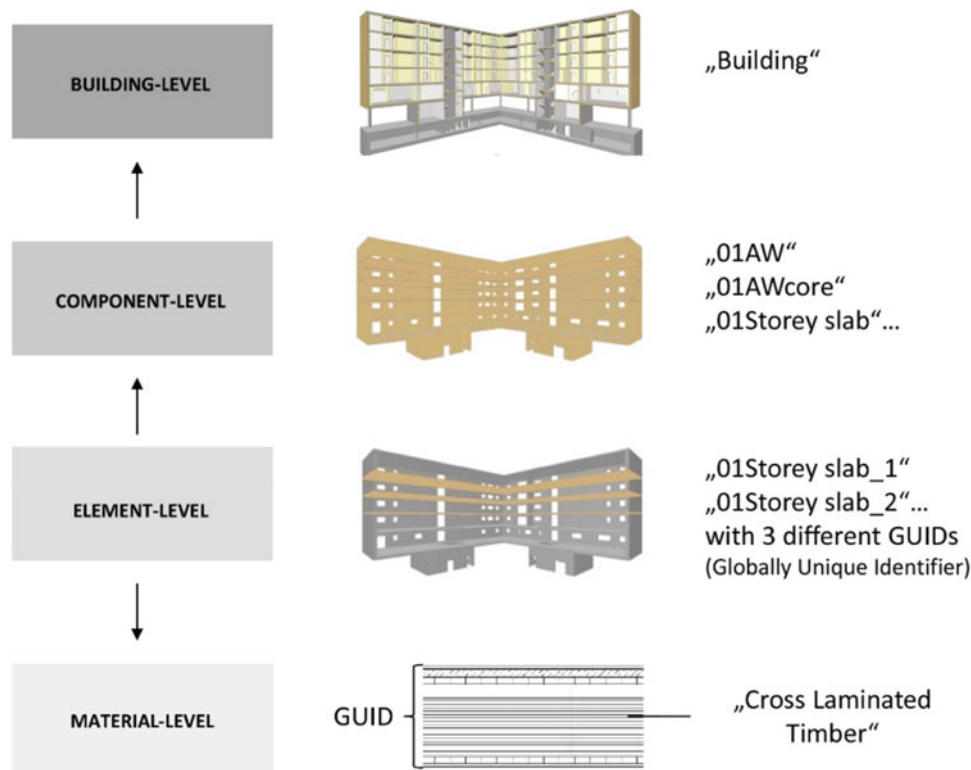 BUILDING-LEVEL
„Building“
COMPONENT-LEVEL
„01AW“
„01AWcore“
„01Storey slab“...
ELEMENT-LEVEL
„01Storey slab_1“
„01Storey slab_2“...
with 3 different GUIDs
(Globally Unique Identifier)
MATERIAL-LEVEL
GUID
„Cross Laminated
Timber“